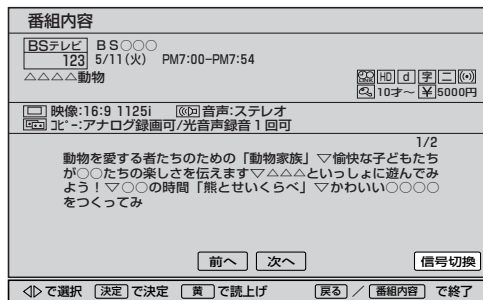 番組内容
BSテレビ BS○○○
123 5/11(火) PM7:00-PM7:54
△△△△動物
HD d 字 二
10才～ ¥ 5000円
映像:16:9 1125i 音声:ステレオ
コピー:アナログ録画可/光音声録音1回可
1/2
動物を愛する者たちのための「動物家族」▽愉快な子どもたち
が○○たちの楽しさを伝えます▽△△△といっしょに遊んでみ
よう！▽○○の時間「熊とせいくらべ」▽かわいい○○○○
をつくってみ
前へ 次へ 信号切換
で選択 決定 で決定 黄 で読上げ 戻る / 番組内容 で終了